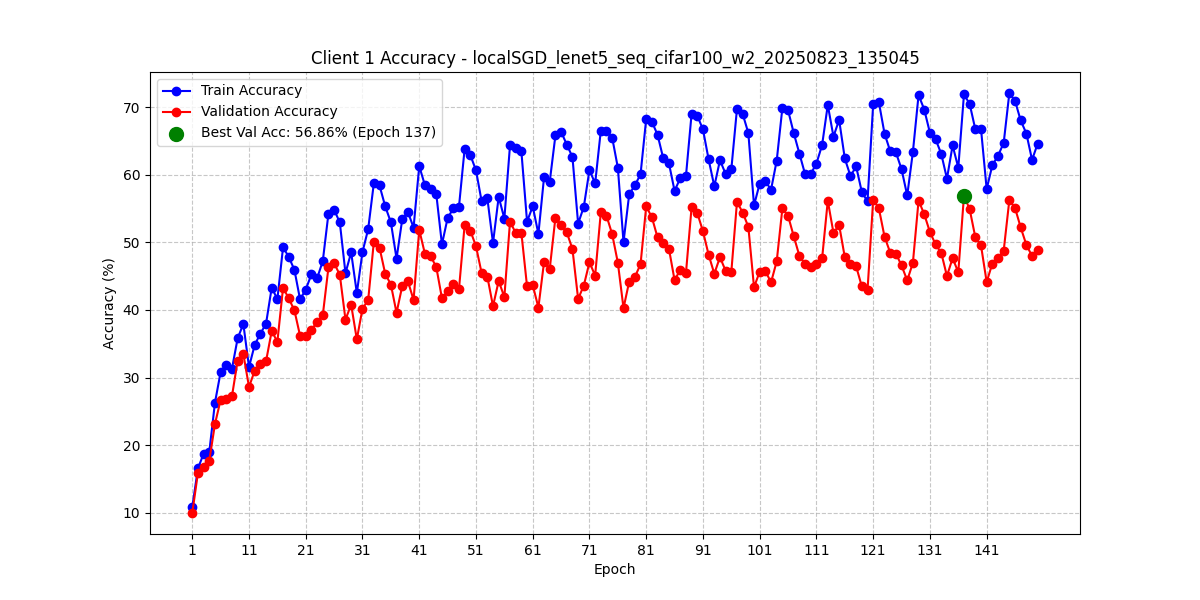 Client 1 Accuracy - localSGD_lenet5_seq_cifar100_w2_20250823_135045
Train Accuracy
Validation Accuracy
Best Val Acc: 56.86% (Epoch 137)
Accuracy (%)
70
60
50
40
30
20
10
1 11 21 31 41 51 61 71 81 91 101 111 121 131 141
Epoch